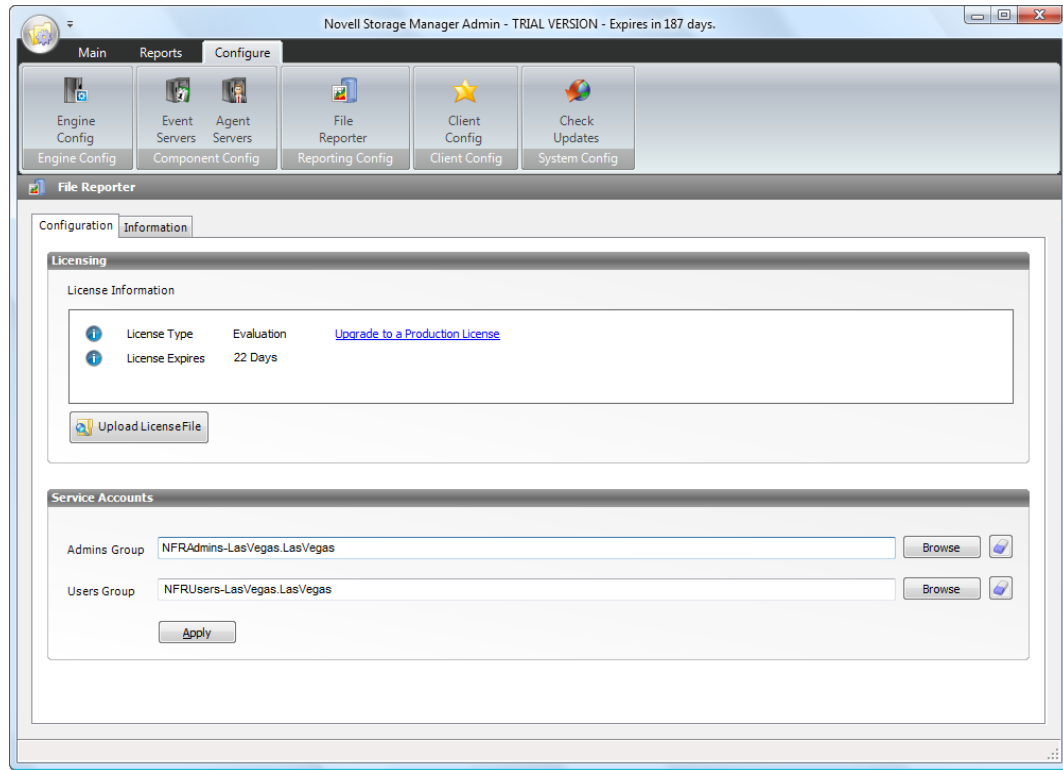 Novell Storage Manager Admin - TRIAL VERSION - Expires in 187 days.
Main Reports Configure
Engine Config
Event Servers
Agent Servers
File Reporter
Client Config
Check Updates
Engine Config Component Config Reporting Config Client Config System Config
File Reporter
Configuration Information
Licensing
License Information
License Type Evaluation Upgrade to a Production License
License Expires 22 Days
Upload LicenseFile
Service Accounts
Admins Group NFRAdmins-LasVegas.LasVegas Browse
Users Group NFRUsers-LasVegas.LasVegas Browse
Apply